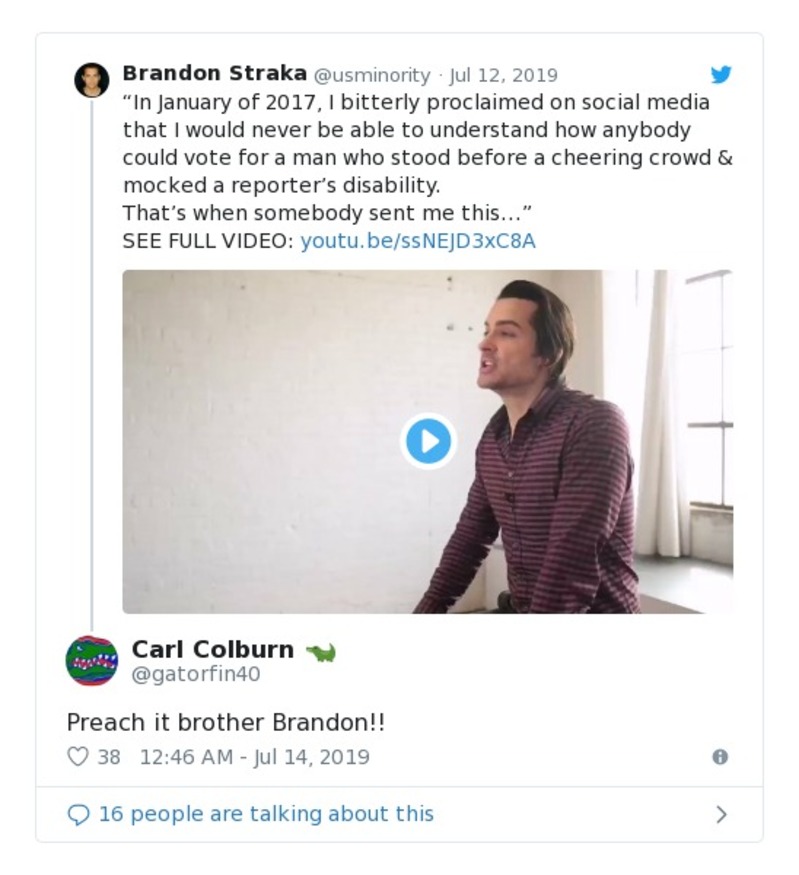 Brandon Straka @usminority · Jul 12, 2019
“In January of 2017, I bitterly proclaimed on social media
that I would never be able to understand how anybody
could vote for a man who stood before a cheering crowd &
mocked a reporter’s disability.
That’s when somebody sent me this…”
SEE FULL VIDEO: youtu.be/ssNEJD3xC8A
Carl Colburn 🐊
@gatorfin40
Preach it brother Brandon!!
38 12:46 AM - Jul 14, 2019
16 people are talking about this